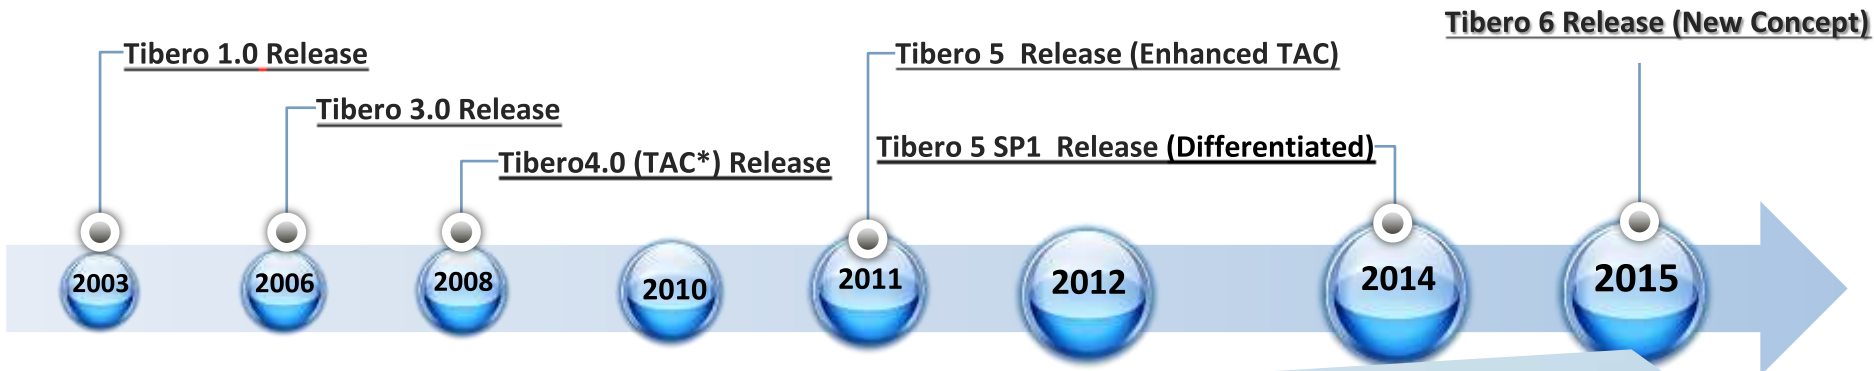 Tibero 6 Release (New Concept)
Tibero 1.0 Release
Tibero 5 Release (Enhanced TAC)
Tibero 3.0 Release
Tibero 5 SP1 Release (Differentiated)
Tibero4.0 (TAC*) Release
2003
2006
2008
2010
2011
2012
2014
2015